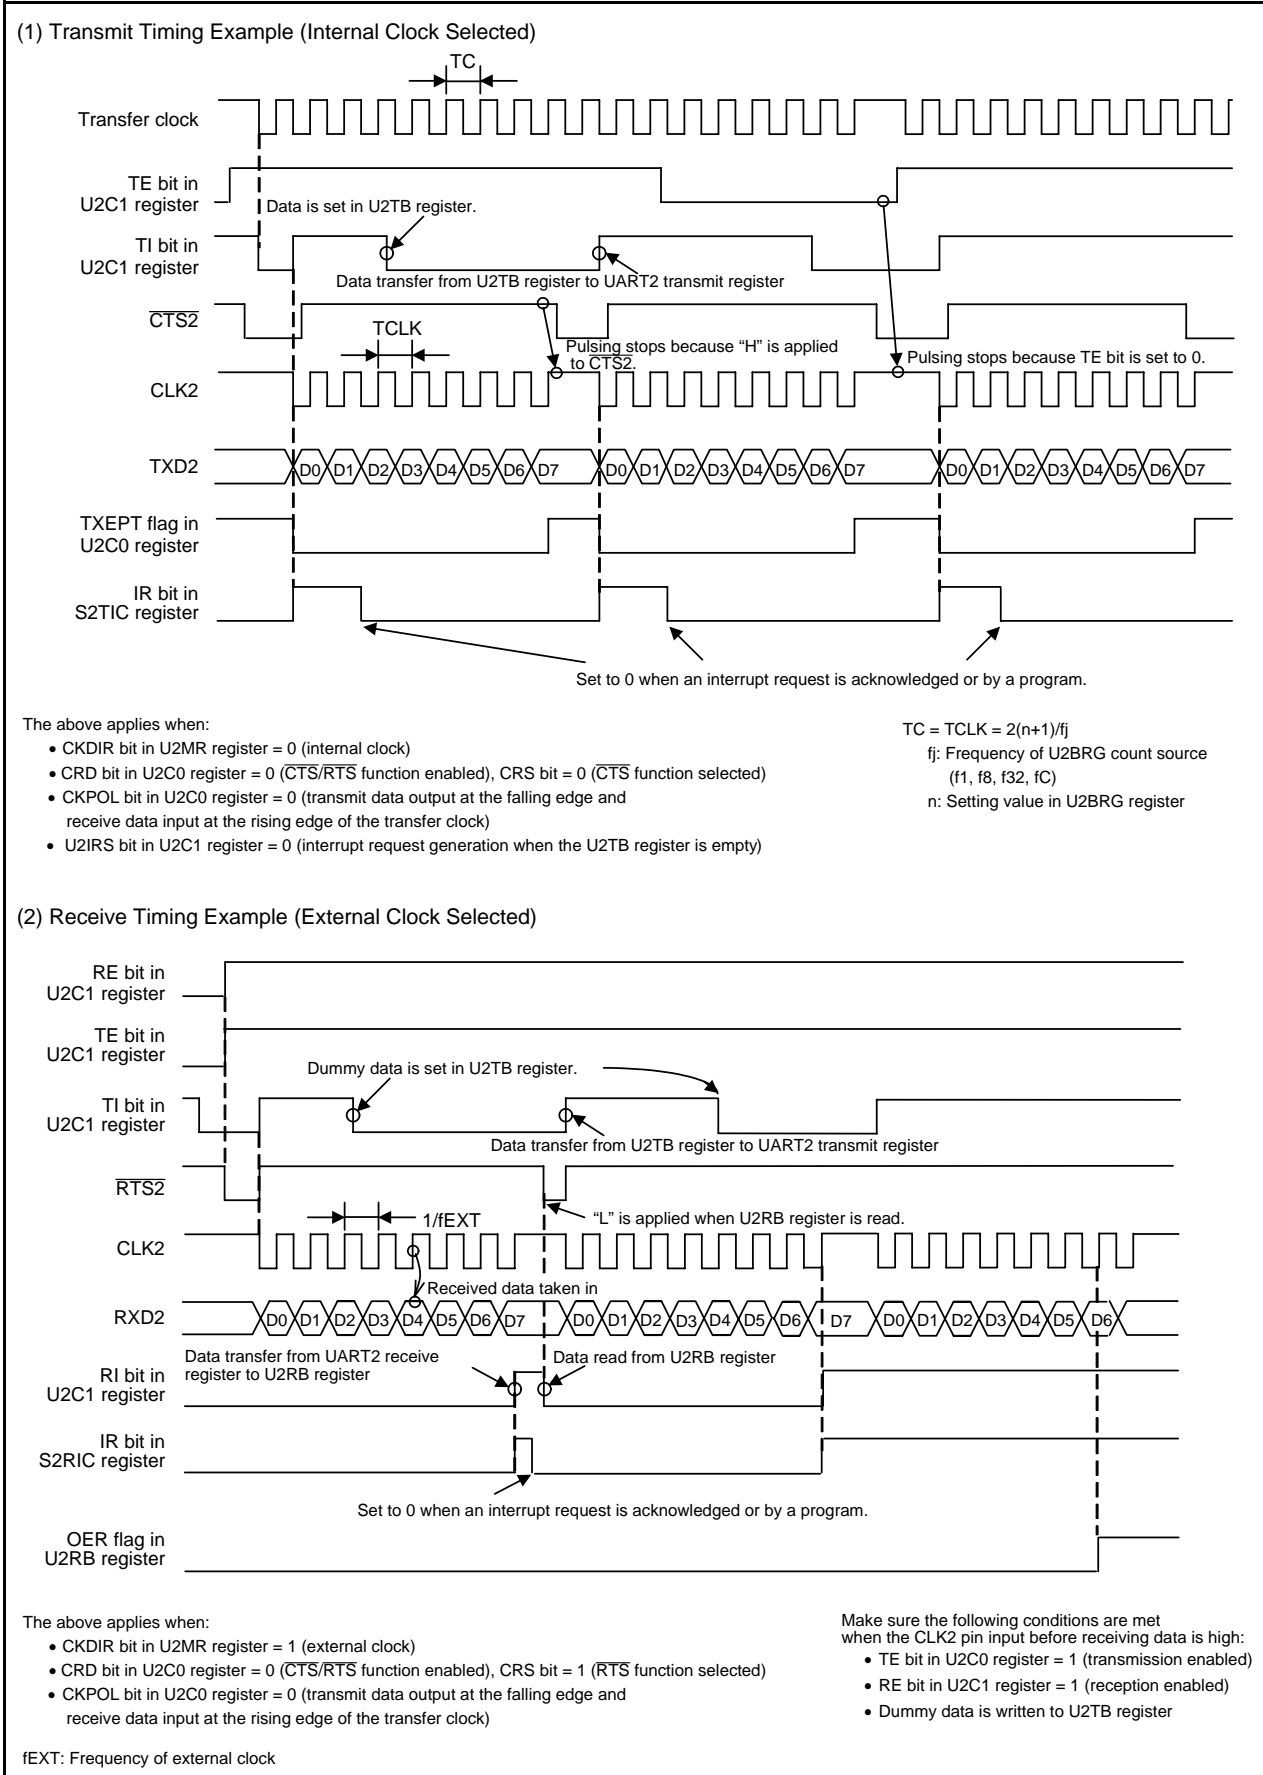 (1) Transmit Timing Example (Internal Clock Selected)
TC
Transfer clock
TE bit in
U2C1 register
Data is set in U2TB register.
TI bit in
U2C1 register
Data transfer from U2TB register to UART2 transmit register
CTS2
TCLK
Pulsing stops because “H” is applied
to CTS2.
Pulsing stops because TE bit is set to 0.
CLK2
TXD2
D0 D1 D2 D3 D4 D5 D6 D7 D0 D1 D2 D3 D4 D5 D6 D7 D0 D1 D2 D3 D4 D5 D6 D7
TXEPT flag in
U2C0 register
IR bit in
S2TIC register
Set to 0 when an interrupt request is acknowledged or by a program.
The above applies when:
• CKDIR bit in U2MR register = 0 (internal clock)
• CRD bit in U2C0 register = 0 (CTS/RTS function enabled), CRS bit = 0 (CTS function selected)
• CKPOL bit in U2C0 register = 0 (transmit data output at the falling edge and
receive data input at the rising edge of the transfer clock)
• U2IRS bit in U2C1 register = 0 (interrupt request generation when the U2TB register is empty)
TC = TCLK = 2(n+1)/fj
fj: Frequency of U2BRG count source
(f1, f8, f32, fC)
n: Setting value in U2BRG register
(2) Receive Timing Example (External Clock Selected)
RE bit in
U2C1 register
TE bit in
U2C1 register
Dummy data is set in U2TB register.
TI bit in
U2C1 register
Data transfer from U2TB register to UART2 transmit register
RTS2
1/fEXT
“L” is applied when U2RB register is read.
CLK2
Received data taken in
RXD2
D0 D1 D2 D3 D4 D5 D6 D7 D0 D1 D2 D3 D4 D5 D6 D7 D0 D1 D2 D3 D4 D5 D6
Data transfer from UART2 receive
register to U2RB register
Data read from U2RB register
RI bit in
U2C1 register
IR bit in
S2RIC register
Set to 0 when an interrupt request is acknowledged or by a program.
OER flag in
U2RB register
The above applies when:
• CKDIR bit in U2MR register = 1 (external clock)
• CRD bit in U2C0 register = 0 (CTS/RTS function enabled), CRS bit = 1 (RTS function selected)
• CKPOL bit in U2C0 register = 0 (transmit data output at the falling edge and
receive data input at the rising edge of the transfer clock)
Make sure the following conditions are met
when the CLK2 pin input before receiving data is high:
• TE bit in U2C0 register = 1 (transmission enabled)
• RE bit in U2C1 register = 1 (reception enabled)
• Dummy data is written to U2TB register
fEXT: Frequency of external clock